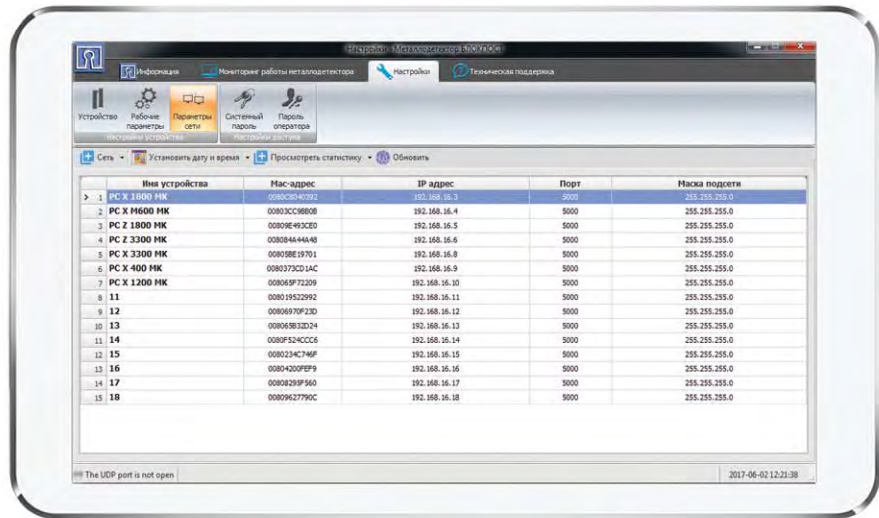 Настройки - Металлодетектор БЛОКПОСТ
Информация Мониторинг работы металлодетектора Настройки Техническая поддержка
Устройство Рабочие параметры Параметры сети Системный пароль Пароль оператора
Настройки устройства Настройки доступа
Сеть Установить дату и время Просмотреть статистику Обновить
Имя устройства Mac-адрес IP адрес Порт Маска подсети
1 PC X 1800 MK 192.168.16.3 5000 255.255.255.0
2 PC X M600 MK 00803CC98B0B 192.168.16.4 5000 255.255.255.0
3 PC Z 1800 MK 00809E493CE0 192.168.16.5 5000 255.255.255.0
4 PC Z 3300 MK 008084A44A48 192.168.16.6 5000 255.255.255.0
5 PC X 3300 MK 00805BE19701 192.168.16.8 5000 255.255.255.0
6 PC X 400 MK 0080373CD1AC 192.168.16.9 5000 255.255.255.0
7 PC X 1200 MK 008065F72209 192.168.16.10 5000 255.255.255.0
8 11 008019522992 192.168.16.11 5000 255.255.255.0
9 12 00806970F23D 192.168.16.12 5000 255.255.255.0
10 13 008065B32D24 192.168.16.13 5000 255.255.255.0
11 14 0080F524CCC6 192.168.16.14 5000 255.255.255.0
12 15 0080234C746F 192.168.16.15 5000 255.255.255.0
13 16 00804200FEF9 192.168.16.16 5000 255.255.255.0
14 17 00808295F560 192.168.16.17 5000 255.255.255.0
15 18 00809627790C 192.168.16.18 5000 255.255.255.0
The UDP port is not open 2017-06-02 12:21:38